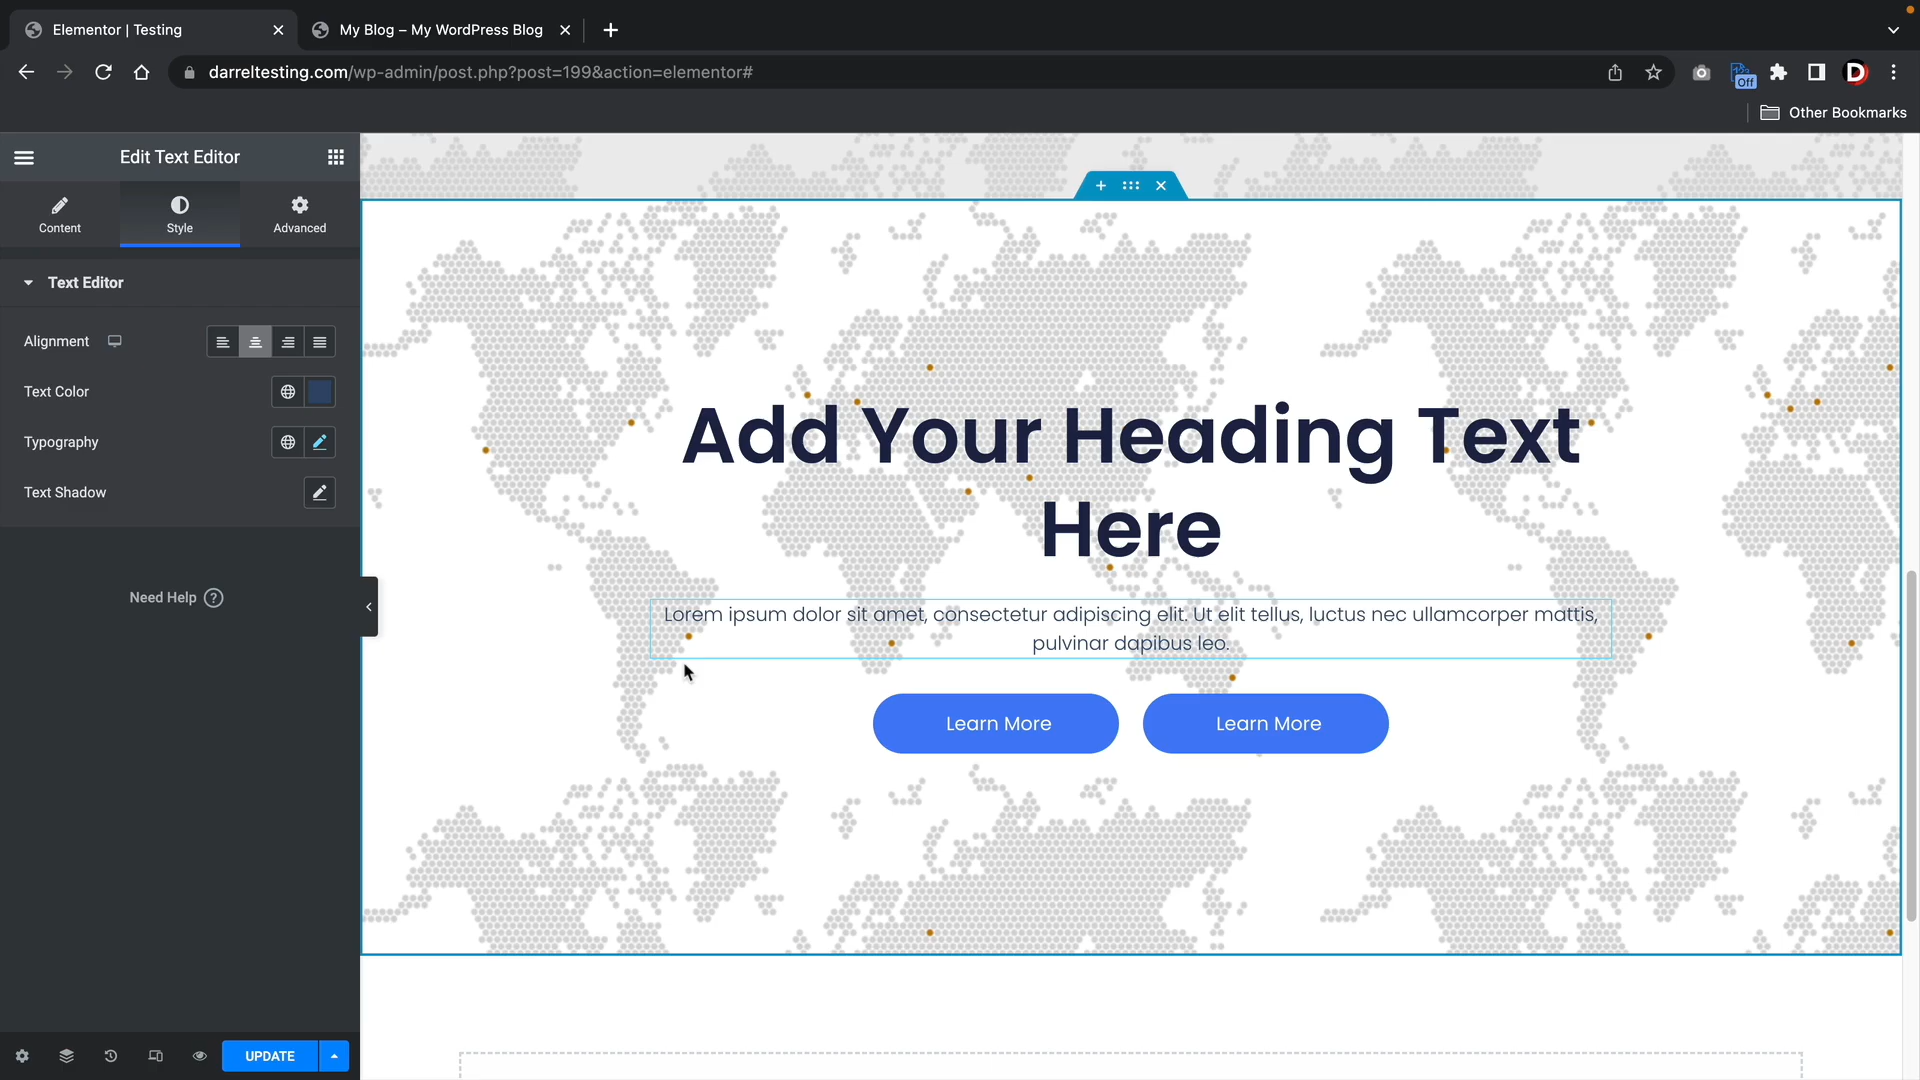 Elementor | Testing
My Blog – My WordPress Blog
darreltesting.com/wp-admin/post.php?post=199&action=elementor#
Off
D
Other Bookmarks
Edit Text Editor
Content
Style
Advanced
Text Editor
Alignment
Text Color
Typography
Text Shadow
Need Help ?
UPDATE
Add Your Heading Text
Here
Lorem ipsum dolor sit amet, consectetur adipiscing elit. Ut elit tellus, luctus nec ullamcorper mattis,
pulvinar dapibus leo.
Learn More
Learn More